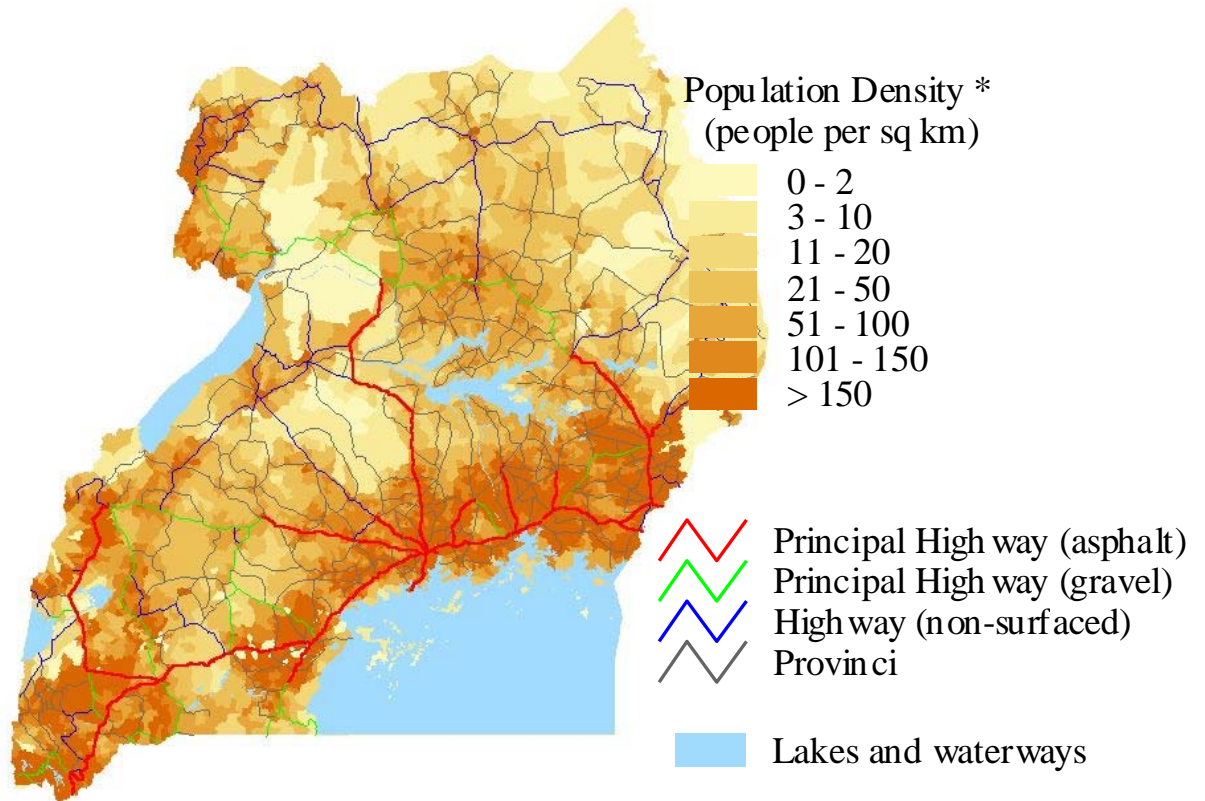 Population Density *
(people per sq km)
0 - 2
3 - 10
11 - 20
21 - 50
51 - 100
101 - 150
> 150
Principal Highway (asphalt)
Principal Highway (gravel)
Highway (non-surfaced)
Provinci
Lakes and waterways